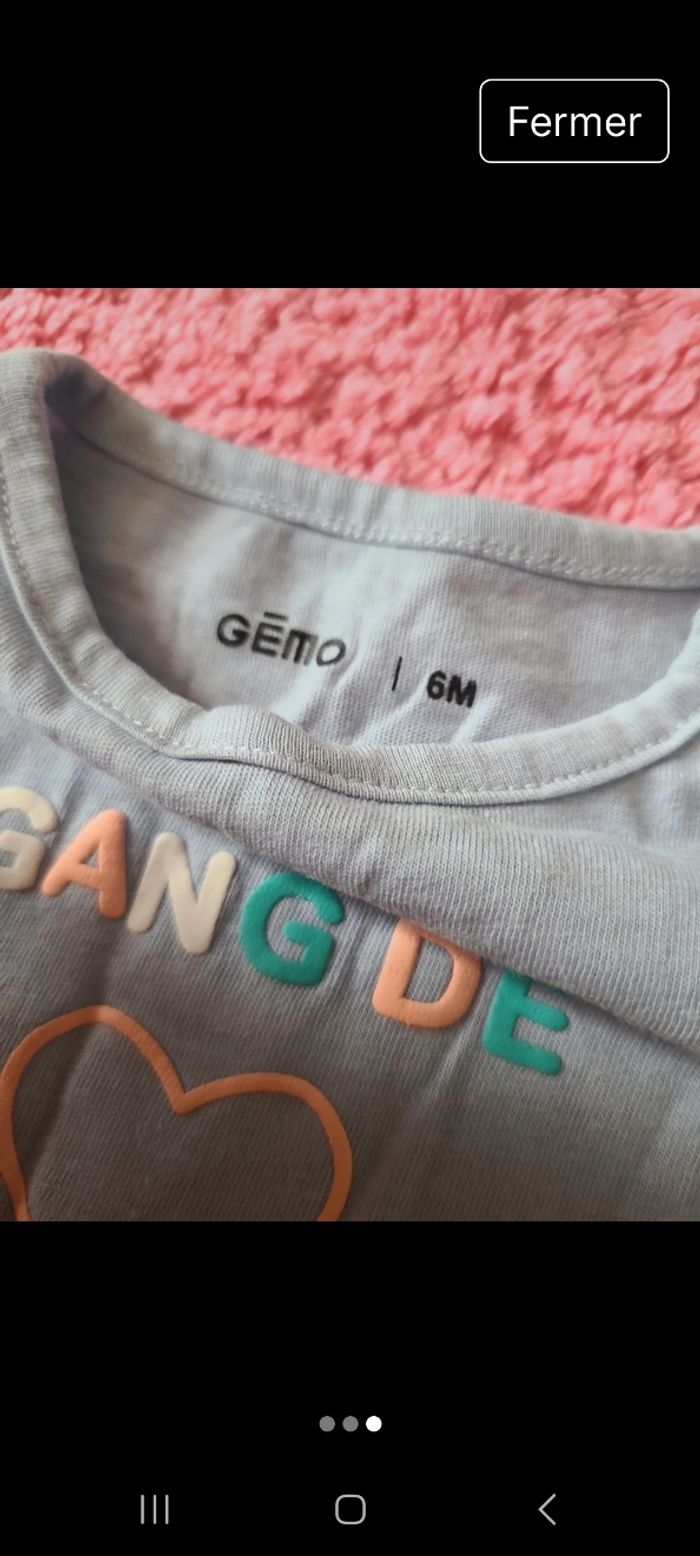 Fermer
GĒMO | 6M
GANG DE